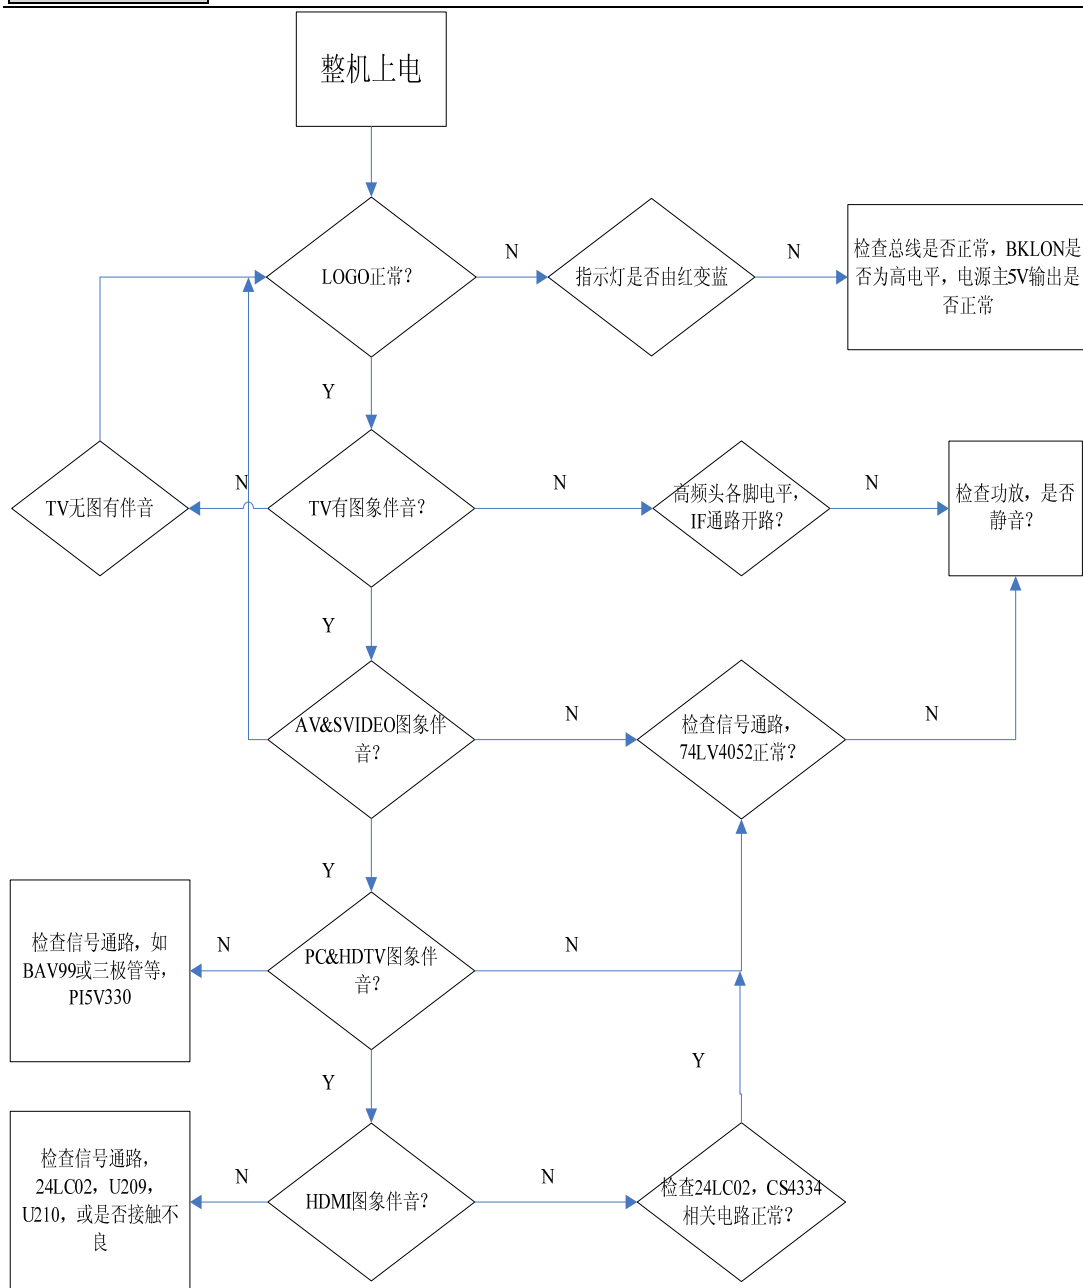 整机上电
LOGO正常？
N
指示灯是否由红变蓝
N
检查总线是否正常，BKLON是
否为高电平，电源主5V输出是
否正常
Y
TV无图有伴音
N
TV有图象伴音？
N
高频头各脚电平，
IF通路开路？
N
检查功放，是否
静音？
Y
AV&SVIDEO图象伴
音？
N
检查信号通路，
74LV4052正常？
N
Y
检查信号通路，如
BAV99或三极管等，
PI5V330
N
PC&HDTV图象伴
音？
N
Y
Y
检查信号通路，
24LC02，U209，
U210，或是否接触不
良
N
HDMI图象伴音？
N
检查24LC02，CS4334
相关电路正常？